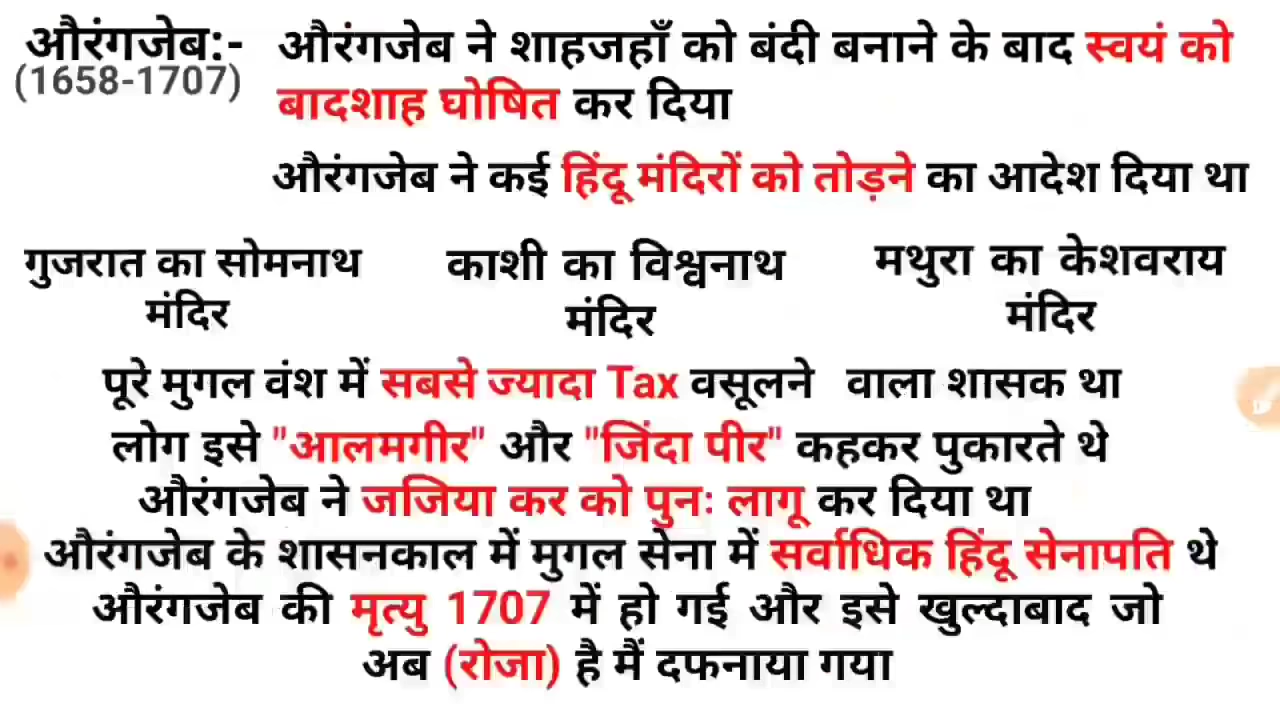 औरंगजेब:- औरंगजेब ने शाहजहाँ को बंदी बनाने के बाद स्वयं को
(1658-1707) बादशाह घोषित कर दिया
औरंगजेब ने कई हिंदू मंदिरों को तोड़ने का आदेश दिया था
गुजरात का सोमनाथ मंदिर
काशी का विश्वनाथ मंदिर
मथुरा का केशवराय मंदिर
पूरे मुगल वंश में सबसे ज्यादा Tax वसूलने वाला शासक था
लोग इसे "आलमगीर" और "जिंदा पीर" कहकर पुकारते थे
औरंगजेब ने जजिया कर को पुनः लागू कर दिया था
औरंगजेब के शासनकाल में मुगल सेना में सर्वाधिक हिंदू सेनापति थे
औरंगजेब की मृत्यु 1707 में हो गई और इसे खुल्दाबाद जो
अब (रोजा) है मैं दफनाया गया